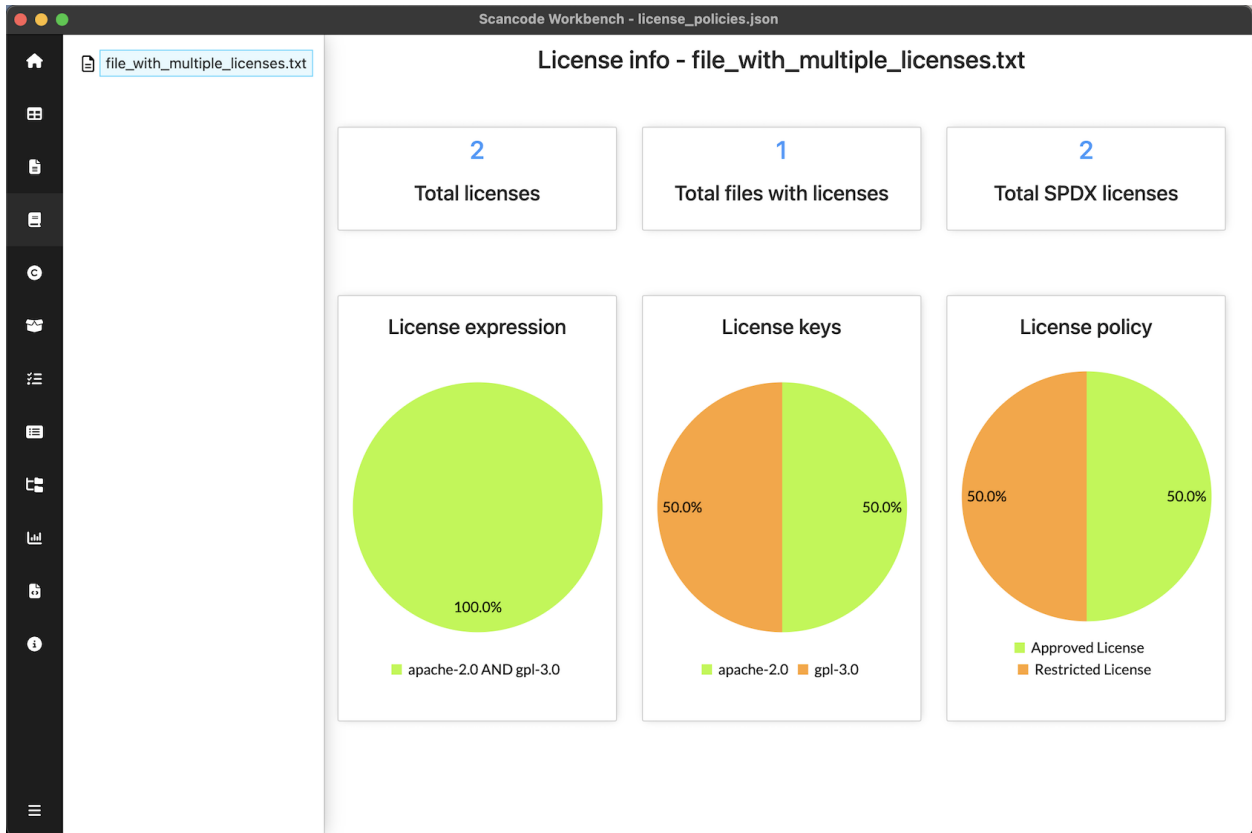 Scancode Workbench - license_policies.json
file_with_multiple_licenses.txt
License info - file_with_multiple_licenses.txt
2
Total licenses
1
Total files with licenses
2
Total SPDX licenses
License expression
100.0%
apache-2.0 AND gpl-3.0
License keys
50.0%
50.0%
apache-2.0
gpl-3.0
License policy
50.0%
50.0%
Approved License
Restricted License